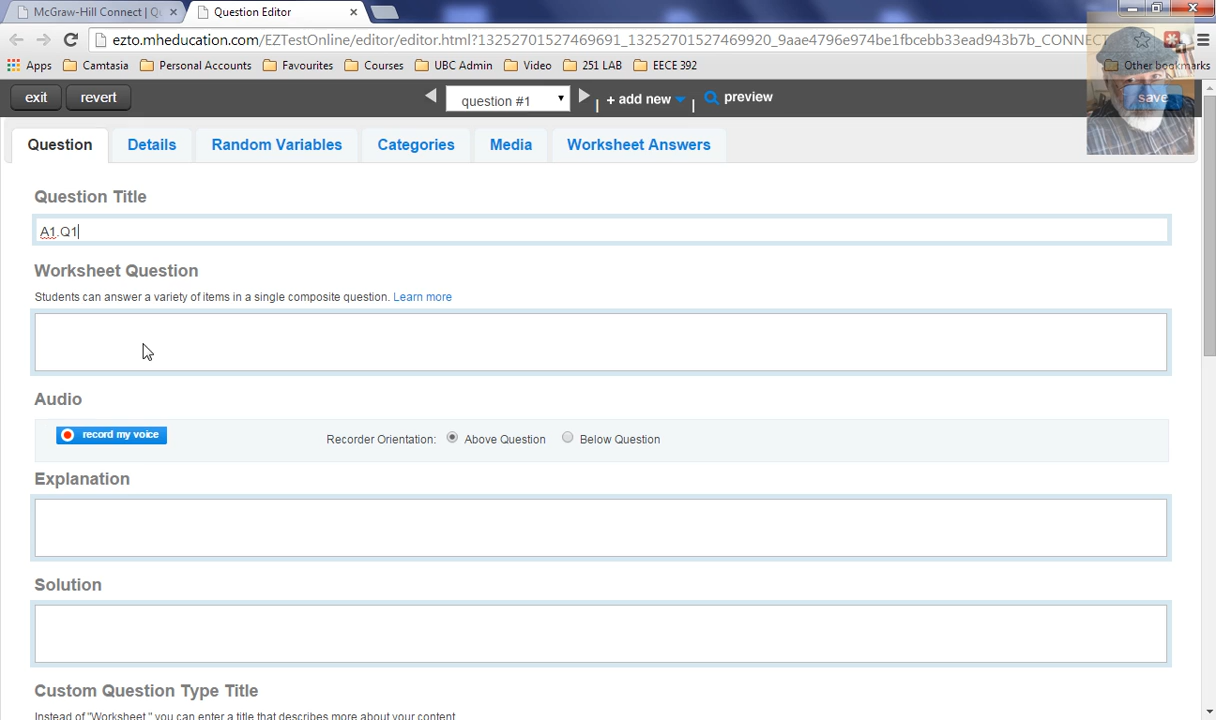 McGraw-Hill Connect | Q
Question Editor
ezto.mheducation.com/EZTestOnline/editor/editor.html?13252701527469691_13252701527469920_9aae4796e974be1fbcebb33ead943b7b_CONNECT
Apps Camtasia Personal Accounts Favourites Courses UBC Admin Video 251 LAB EECE 392 Other bookmarks
exit revert question #1 + add new preview save
Question Details Random Variables Categories Media Worksheet Answers
Question Title
A1.Q1
Worksheet Question
Students can answer a variety of items in a single composite question. Learn more
Audio
record my voice Recorder Orientation: Above Question Below Question
Explanation
Solution
Custom Question Type Title
Instead of "Worksheet," you can enter a title that describes more about your content